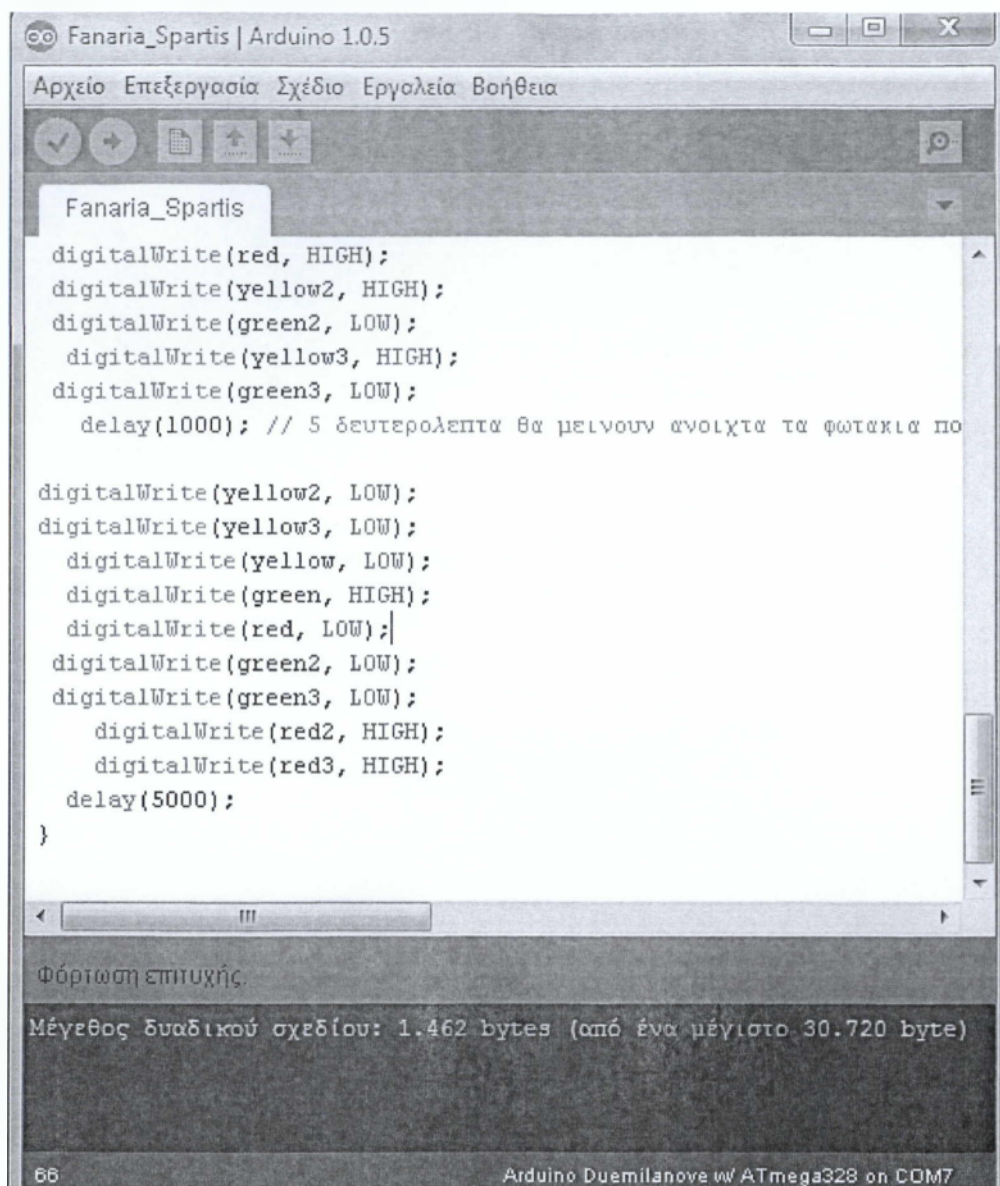 Fanaria_Spartis | Arduino 1.0.5
Αρχείο Επεξεργασία Σχέδιο Εργαλεία Βοήθεια
Fanaria_Spartis
digitalWrite(red, HIGH);
digitalWrite(yellow2, HIGH);
digitalWrite(green2, LOW);
digitalWrite(yellow3, HIGH);
digitalWrite(green3, LOW);
delay(1000); // 5 δευτερολεπτα θα μεινουν ανοιχτα τα φωτακια πο
digitalWrite(yellow2, LOW);
digitalWrite(yellow3, LOW);
digitalWrite(yellow, LOW);
digitalWrite(green, HIGH);
digitalWrite(red, LOW);
digitalWrite(green2, LOW);
digitalWrite(green3, LOW);
digitalWrite(red2, HIGH);
digitalWrite(red3, HIGH);
delay(5000);
}
Φόρτωση επιτυχής.
Μέγεθος δυαδικού σχεδίου: 1.462 bytes (από ένα μέγιστο 30.720 byte)
66 Arduino Duemilanove w/ ATmega328 on COM7